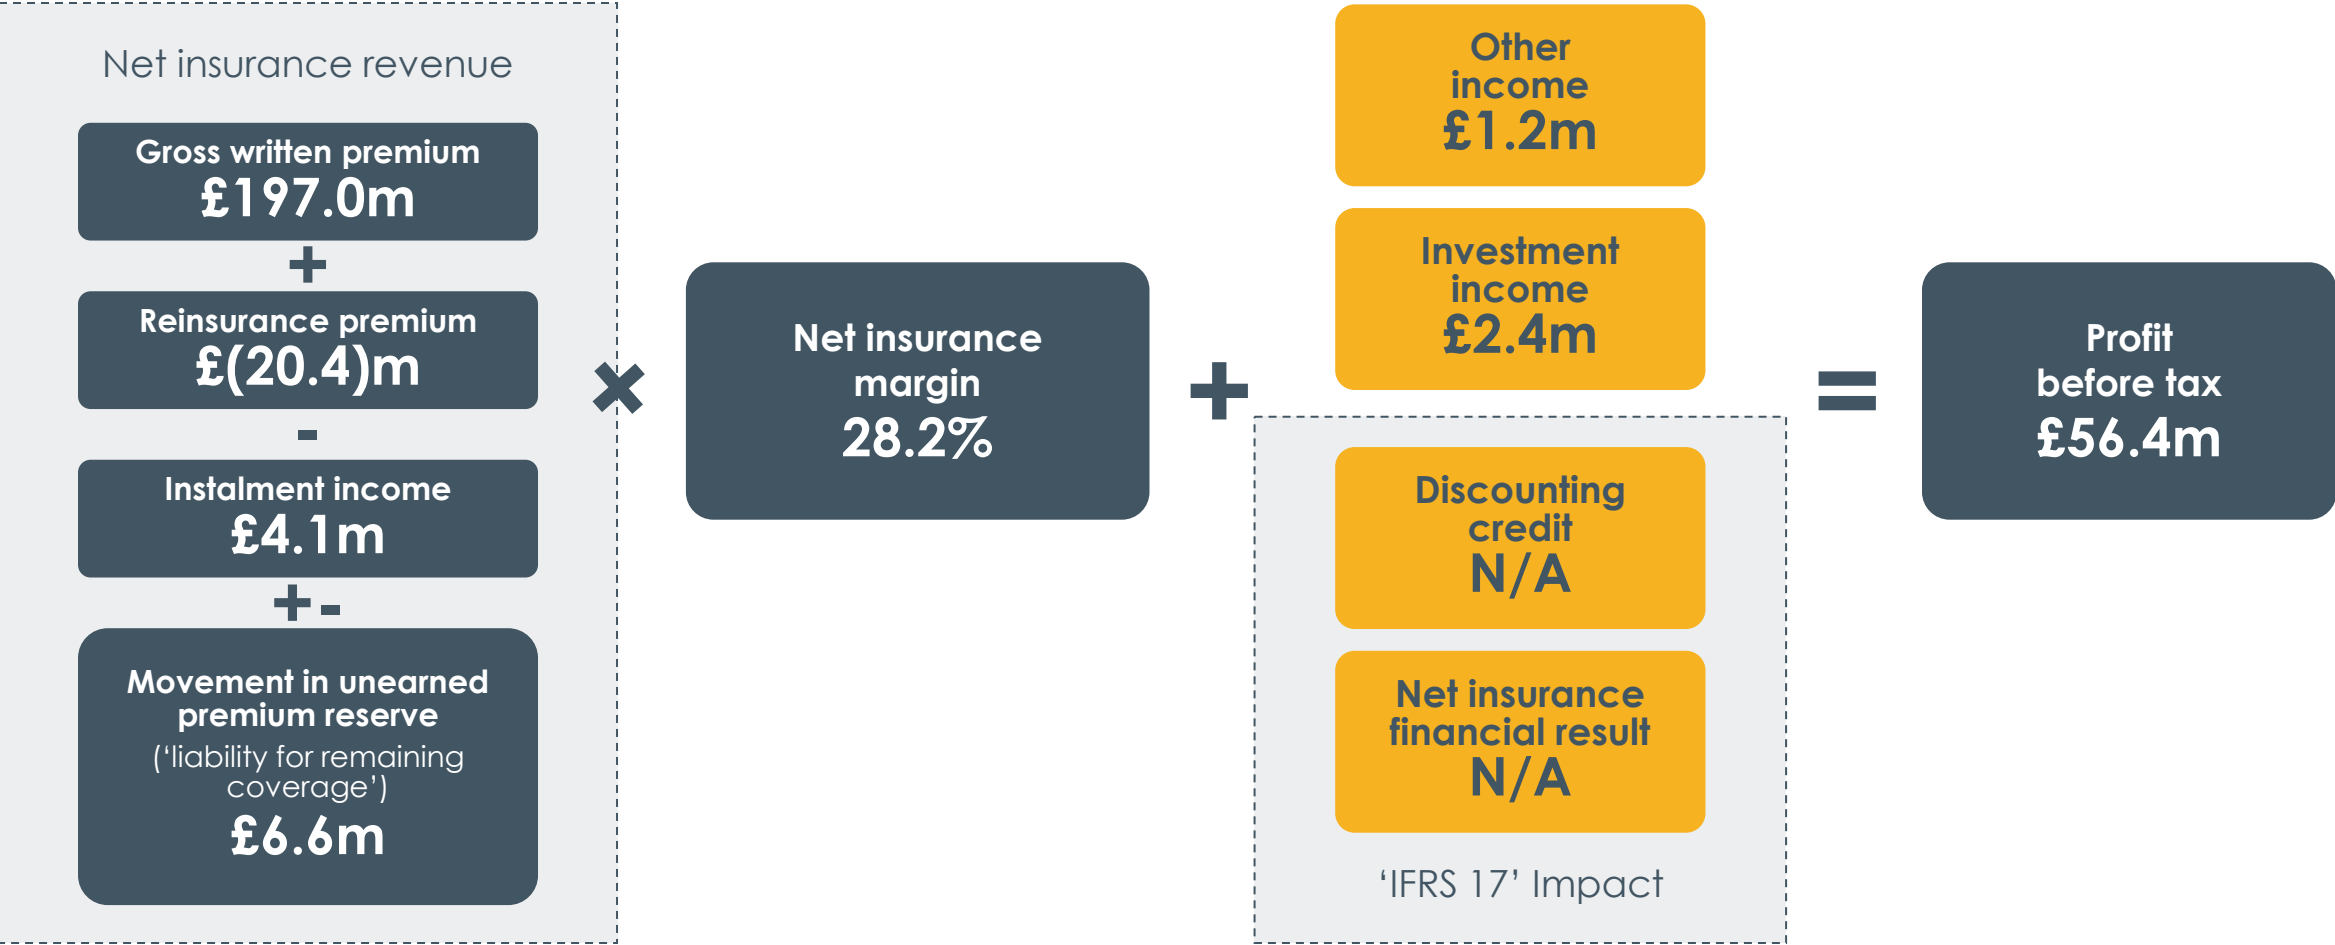 Net insurance revenue
Gross written premium
£197.0m
+
Reinsurance premium
£(20.4)m
-
Instalment income
£4.1m
+-
Movement in unearned
premium reserve
(‘liability for remaining
coverage’)
£6.6m
×
Net insurance
margin
28.2%
+
Other
income
£1.2m
Investment
income
£2.4m
Discounting
credit
N/A
Net insurance
financial result
N/A
‘IFRS 17’ Impact
=
Profit
before tax
£56.4m